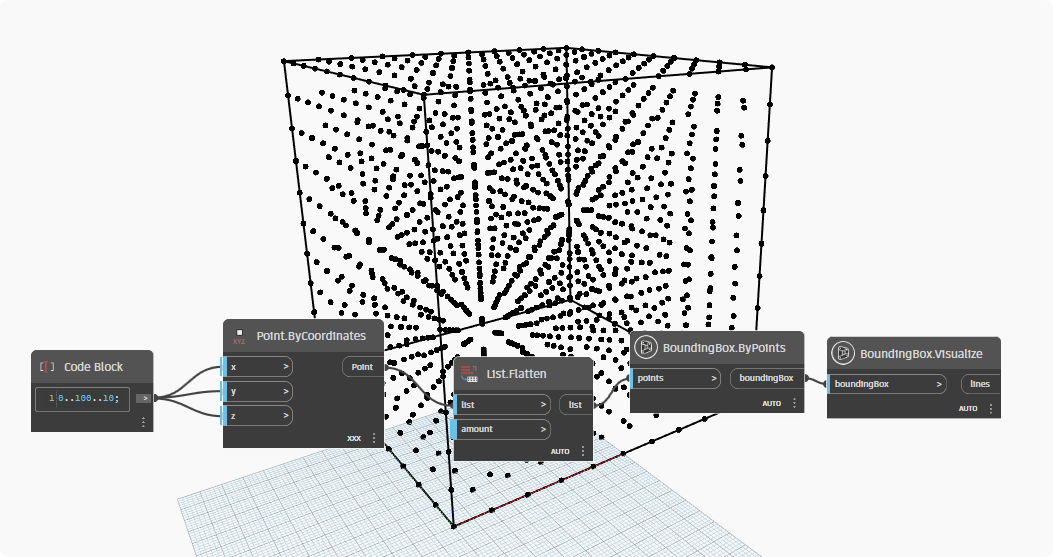 Code Block
1 0..100..10;
>
XYZ
Point.ByCoordinates
x >
Point
y >
z >
XXX
List.Flatten
list >
list
amount >
AUTO
BoundingBox.ByPoints
points >
boundingBox
AUTO
BoundingBox.Visualize
boundingBox >
lines
AUTO